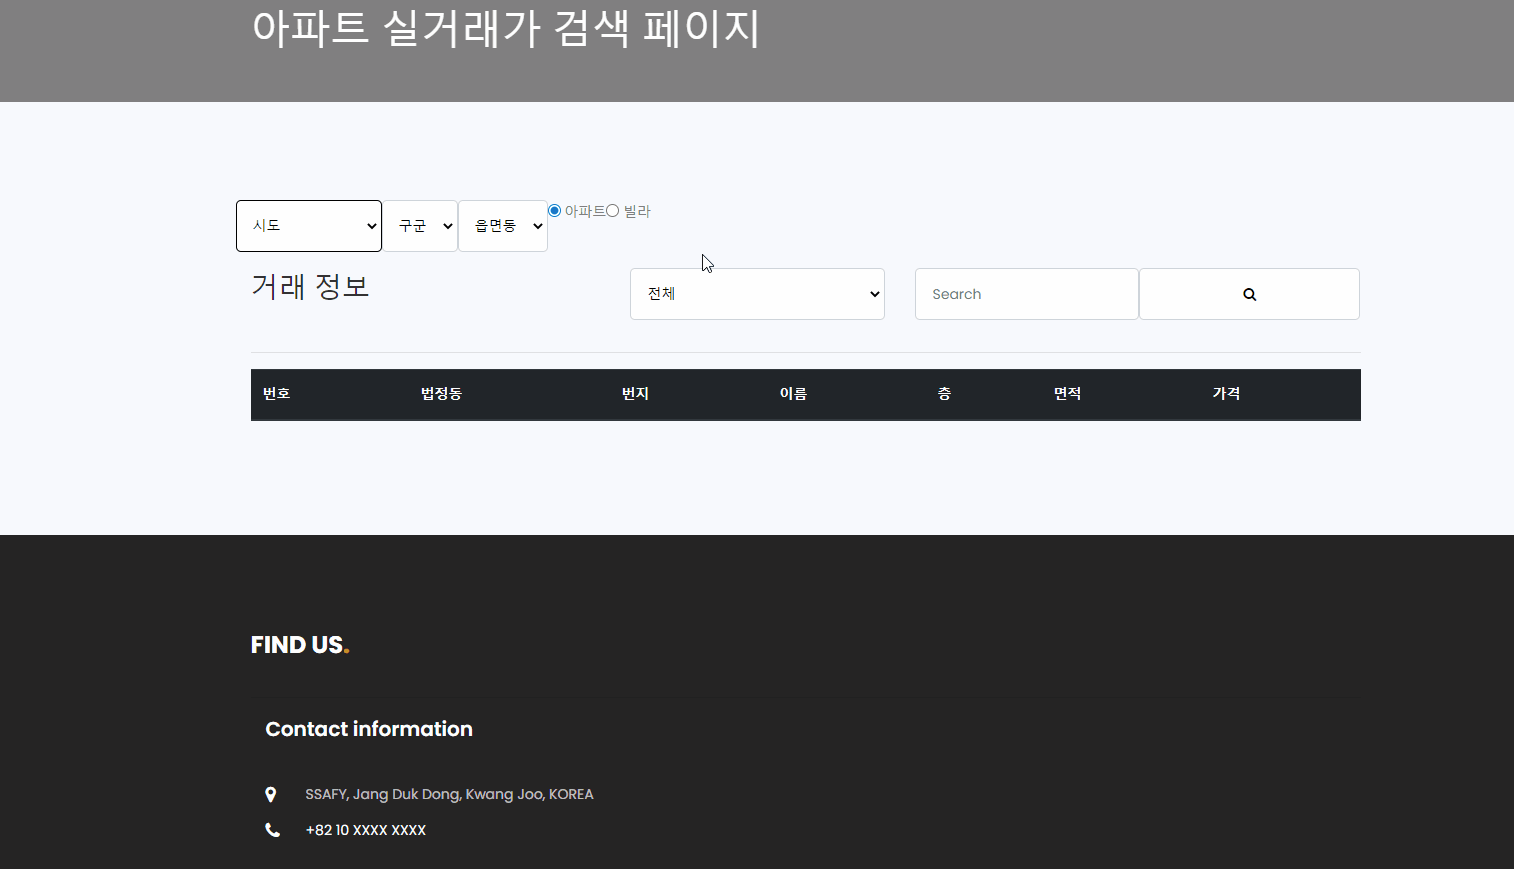 아파트 실거래가 검색 페이지
시도 구군 읍면동 아파트 빌라
거래 정보 전체 Search
번호 법정동 번지 이름 층 면적 가격
FIND US.
Contact information
SSAFY, Jang Duk Dong, Kwang Joo, KOREA
+82 10 XXXX XXXX